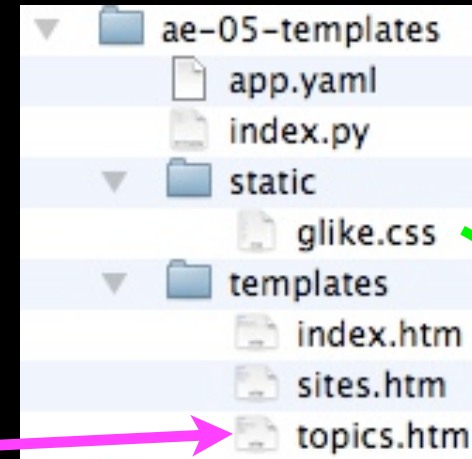 ae-05-templates
app.yaml
index.py
static
glike.css
templates
index.htm
sites.htm
topics.htm